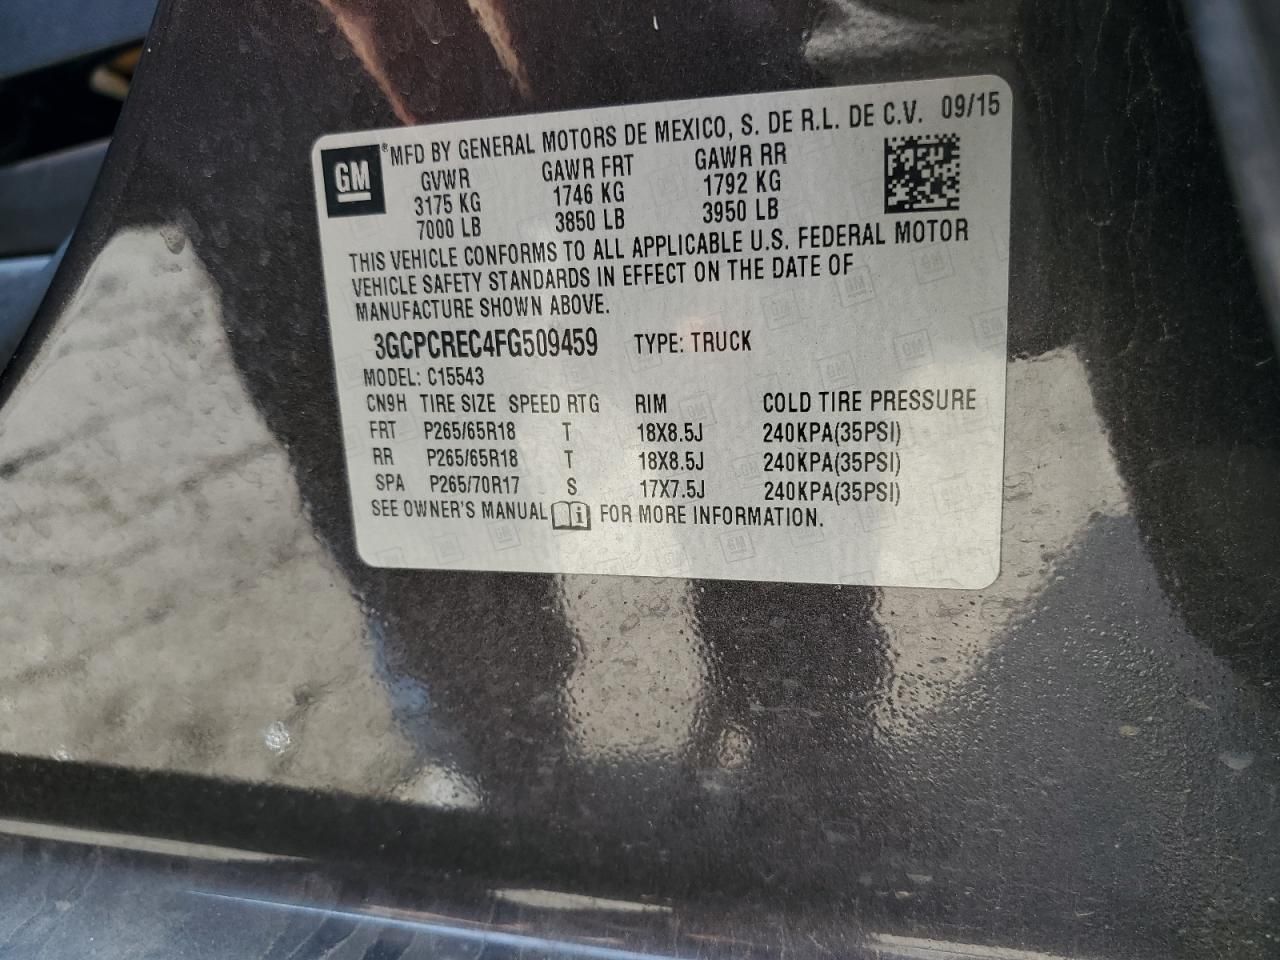 GM ® MFD BY GENERAL MOTORS DE MEXICO, S. DE R.L. DE C.V. 09/15
GVWR GAWR FRT GAWR RR
3175 KG 1746 KG 1792 KG
7000 LB 3850 LB 3950 LB
THIS VEHICLE CONFORMS TO ALL APPLICABLE U.S. FEDERAL MOTOR
VEHICLE SAFETY STANDARDS IN EFFECT ON THE DATE OF
MANUFACTURE SHOWN ABOVE.
3GCPCREC4FG509459 TYPE: TRUCK
MODEL: C15543
CN9H TIRE SIZE SPEED RTG RIM COLD TIRE PRESSURE
FRT P265/65R18 T 18X8.5J 240KPA(35PSI)
RR P265/65R18 T 18X8.5J 240KPA(35PSI)
SPA P265/70R17 S 17X7.5J 240KPA(35PSI)
SEE OWNER'S MANUAL i FOR MORE INFORMATION.